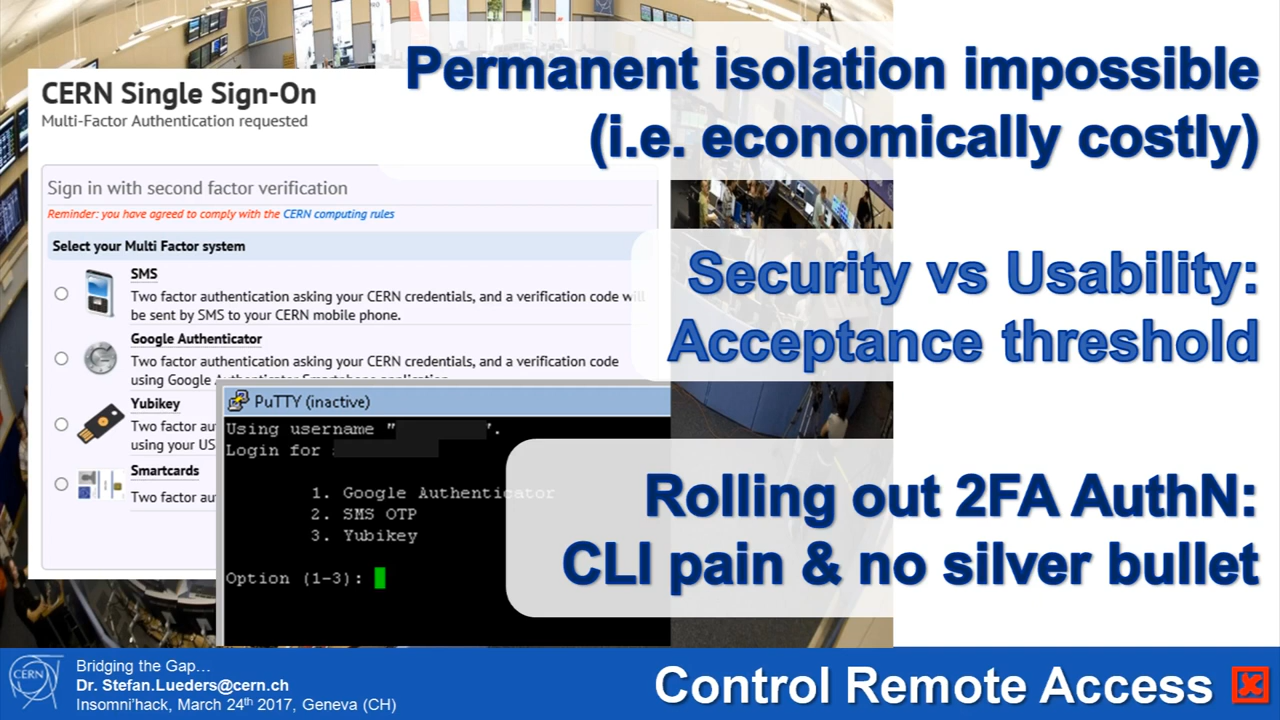 Permanent isolation impossible
(i.e. economically costly)
CERN Single Sign-On
Multi-Factor Authentication requested
Sign in with second factor verification
Reminder: you have agreed to comply with the CERN computing rules
Select your Multi Factor system
SMS
Two factor authentication asking your CERN credentials, and a verification code will
be sent by SMS to your CERN mobile phone.
Google Authenticator
Two factor authentication asking your CERN credentials, and a verification code
using Google Authenticator Smartphone application.
Yubikey
Two factor au
using your US
Smartcards
Two factor au
Security vs Usability:
Acceptance threshold
PuTTY (inactive)
Using username "          ".
Login for
1. Google Authenticator
2. SMS OTP
3. Yubikey
Option (1-3):
Rolling out 2FA AuthN:
CLI pain & no silver bullet
CERN
Bridging the Gap…
Dr. Stefan.Lueders@cern.ch
Insomni'hack, March 24th 2017, Geneva (CH)
Control Remote Access